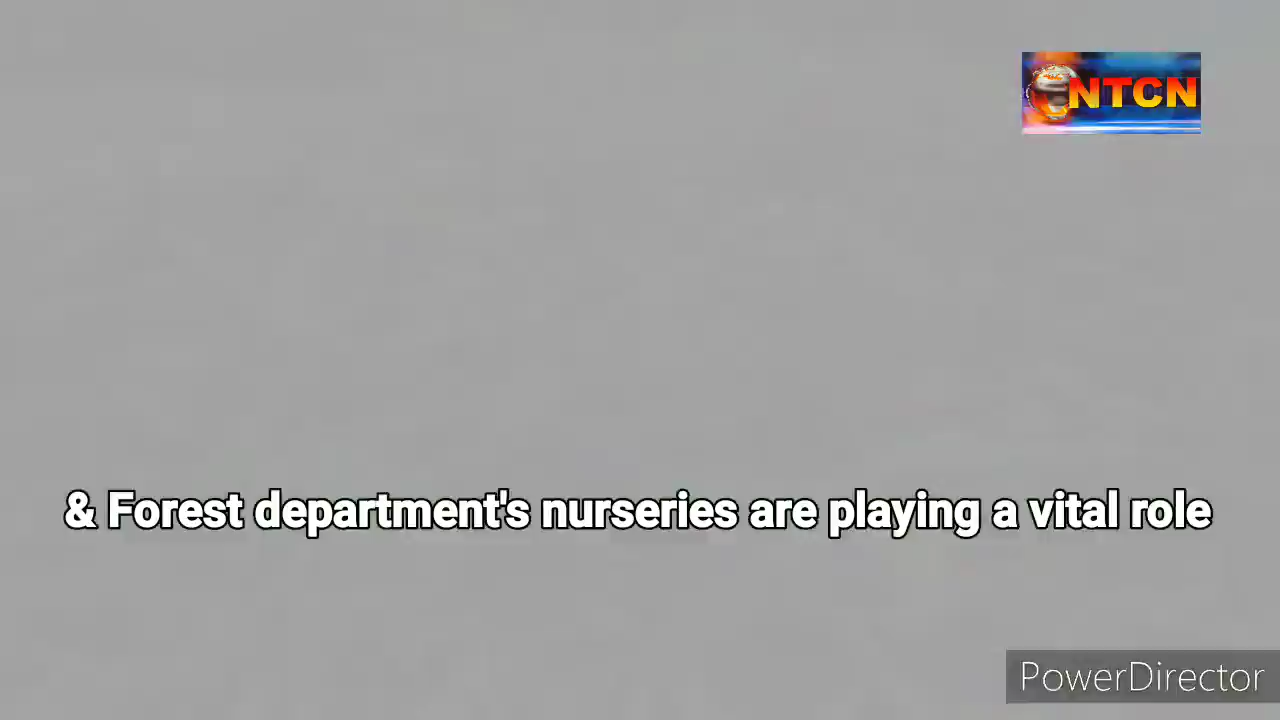 NTCN
& Forest department's nurseries are playing a vital role
PowerDirector